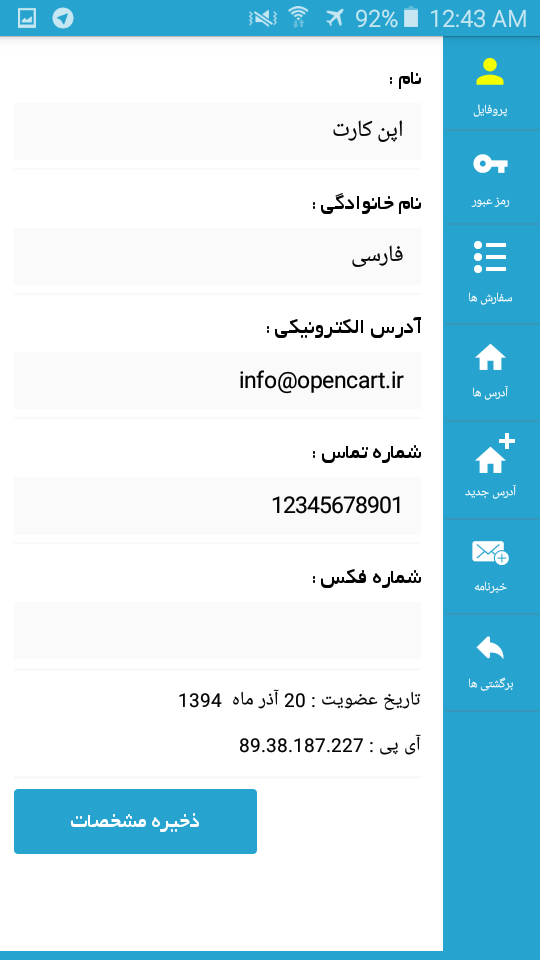 92% 12:43 AM
نام :
اپن کارت
نام خانوادگی :
فارسی
آدرس الکترونیکی :
info@opencart.ir
شماره تماس :
12345678901
شماره فکس :
تاریخ عضویت : 20 آذر ماه 1394
آی پی : 89.38.187.227
ذخیره مشخصات
پروفایل
رمز عبور
سفارش ها
آدرس ها
آدرس جدید
خبرنامه
برگشتی ها